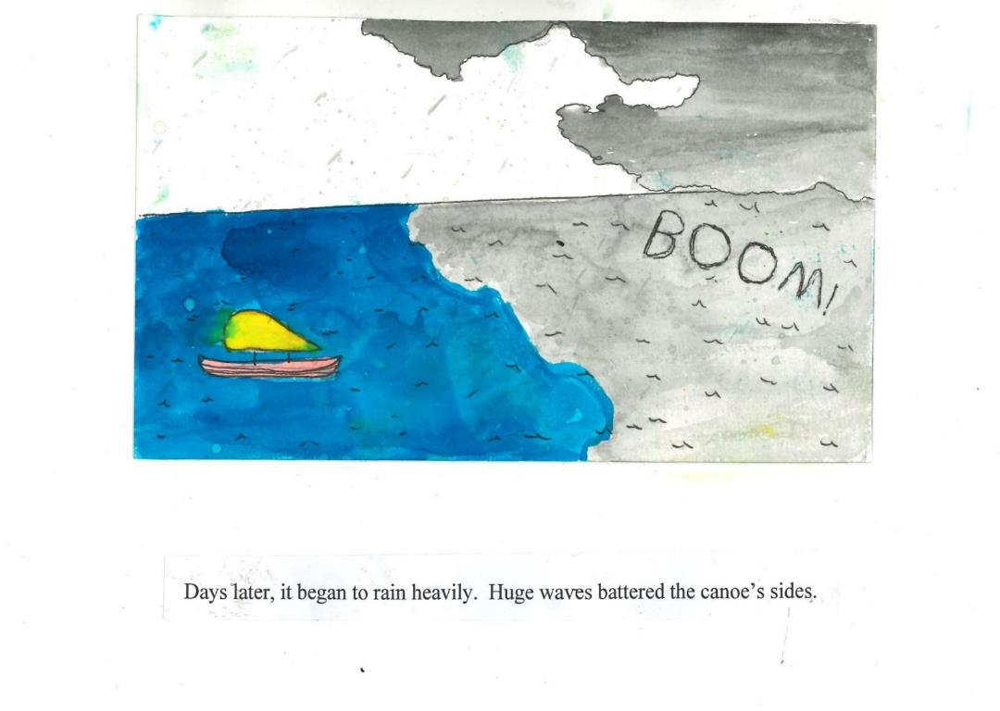 BOOM!
Days later, it began to rain heavily.  Huge waves battered the canoe’s sides.